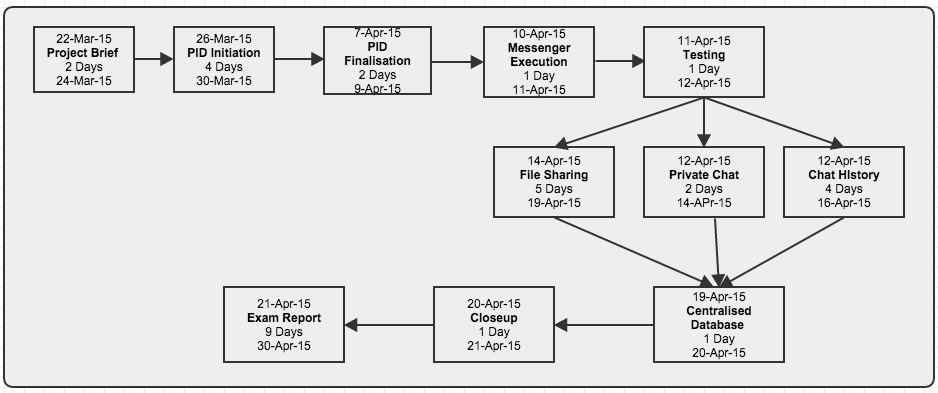 22-Mar-15
Project Brief
2 Days
24-Mar-15
26-Mar-15
PID Initiation
4 Days
30-Mar-15
7-Apr-15
PID
Finalisation
2 Days
9-Apr-15
10-Apr-15
Messenger
Execution
1 Day
11-Apr-15
11-Apr-15
Testing
1 Day
12-Apr-15
14-Apr-15
File Sharing
5 Days
19-Apr-15
12-Apr-15
Private Chat
2 Days
14-APr-15
12-Apr-15
Chat HIstory
4 Days
16-Apr-15
21-Apr-15
Exam Report
9 Days
30-Apr-15
20-Apr-15
Closeup
1 Day
21-Apr-15
19-Apr-15
Centralised
Database
1 Day
20-Apr-15